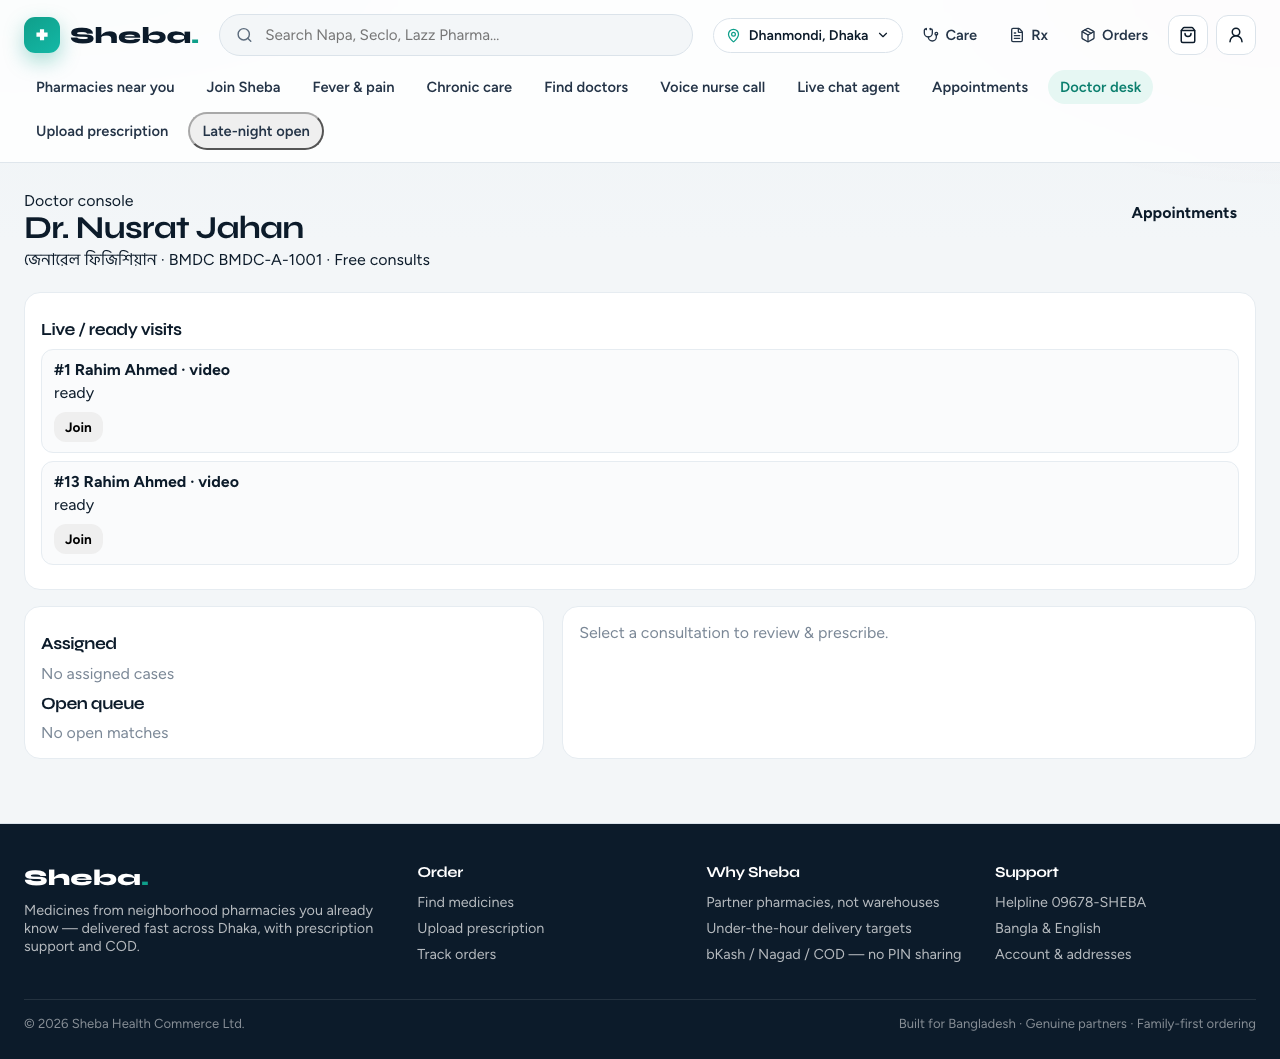 Sheba.
Search Napa, Seclo, Lazz Pharma...
Dhanmondi, Dhaka
Care
Rx
Orders
Pharmacies near you
Join Sheba
Fever & pain
Chronic care
Find doctors
Voice nurse call
Live chat agent
Appointments
Doctor desk
Upload prescription
Late-night open
Doctor console
Dr. Nusrat Jahan
জেনারেল ফিজিশিয়ান · BMDC BMDC-A-1001 · Free consults
Appointments
Live / ready visits
#1 Rahim Ahmed · video
ready
Join
#13 Rahim Ahmed · video
ready
Join
Assigned
No assigned cases
Open queue
No open matches
Select a consultation to review & prescribe.
Sheba.
Medicines from neighborhood pharmacies you already
know — delivered fast across Dhaka, with prescription
support and COD.
Order
Find medicines
Upload prescription
Track orders
Why Sheba
Partner pharmacies, not warehouses
Under-the-hour delivery targets
bKash / Nagad / COD — no PIN sharing
Support
Helpline 09678-SHEBA
Bangla & English
Account & addresses
© 2026 Sheba Health Commerce Ltd.
Built for Bangladesh · Genuine partners · Family-first ordering